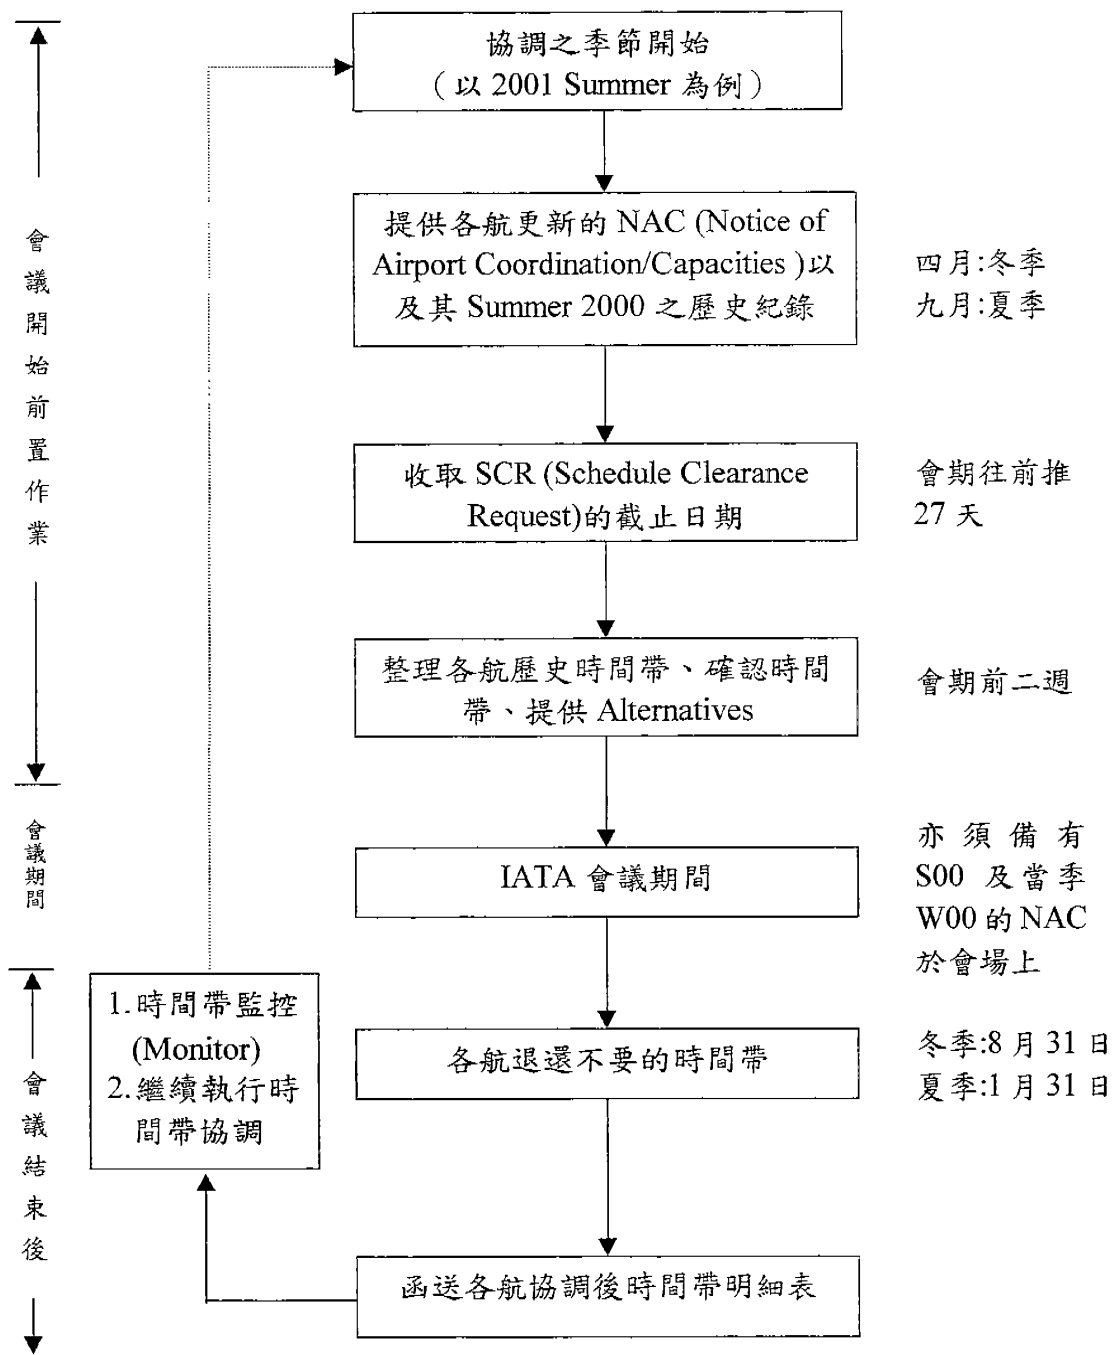 協調之季節開始
（以 2001 Summer 為例）
提供各航更新的 NAC (Notice of
Airport Coordination/Capacities )以
及其 Summer 2000 之歷史紀錄
四月:冬季
九月:夏季
收取 SCR (Schedule Clearance
Request)的截止日期
會期往前推
27 天
整理各航歷史時間帶、確認時間
帶、提供 Alternatives
會期前二週
會議開始前置作業
IATA 會議期間
亦須備有
S00 及當季
W00 的 NAC
於會場上
會議期間
1.時間帶監控
(Monitor)
2.繼續執行時
間帶協調
各航退還不要的時間帶
冬季:8 月 31 日
夏季:1 月 31 日
函送各航協調後時間帶明細表
會議結束後